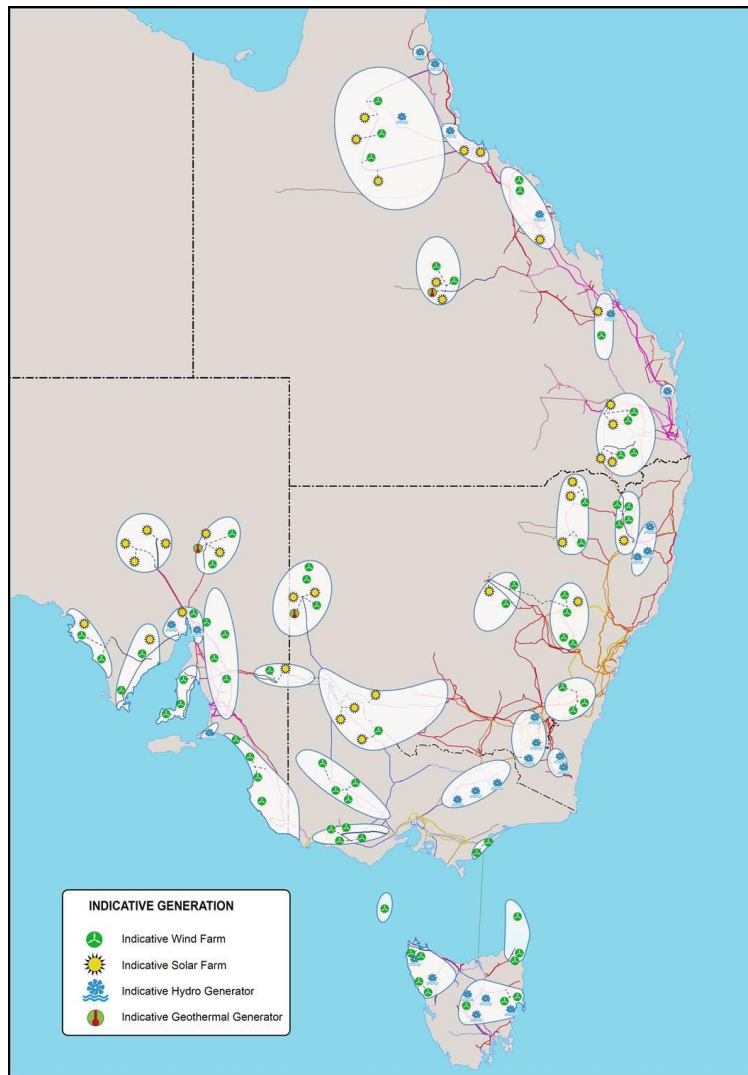 INDICATIVE GENERATION
Indicative Wind Farm
Indicative Solar Farm
Indicative Hydro Generator
Indicative Geothermal Generator